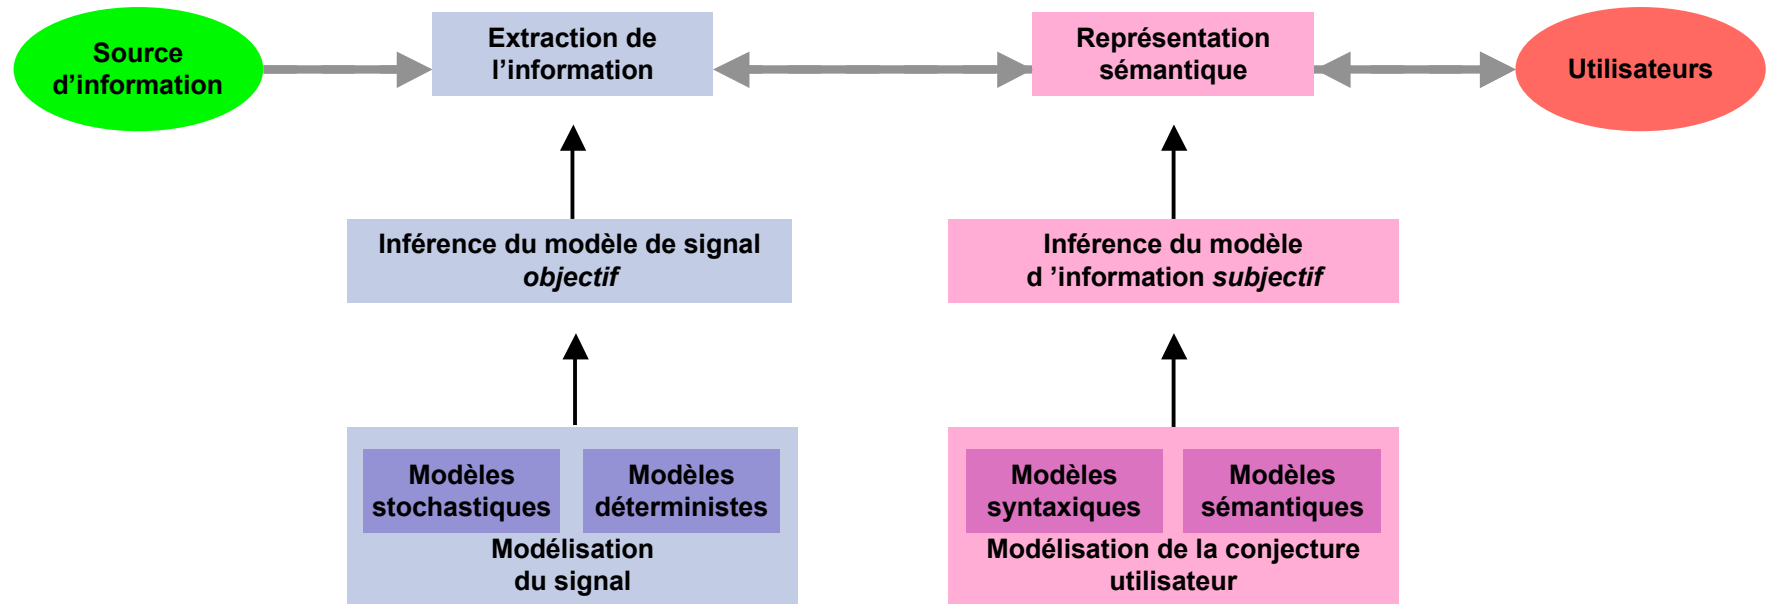 Source
d’information
Extraction de
l’information
Représentation
sémantique
Utilisateurs
Inférence du modèle de signal
objectif
Inférence du modèle
d ’information subjectif
Modèles
stochastiques
Modèles
déterministes
Modélisation
du signal
Modèles
syntaxiques
Modèles
sémantiques
Modélisation de la conjecture
utilisateur